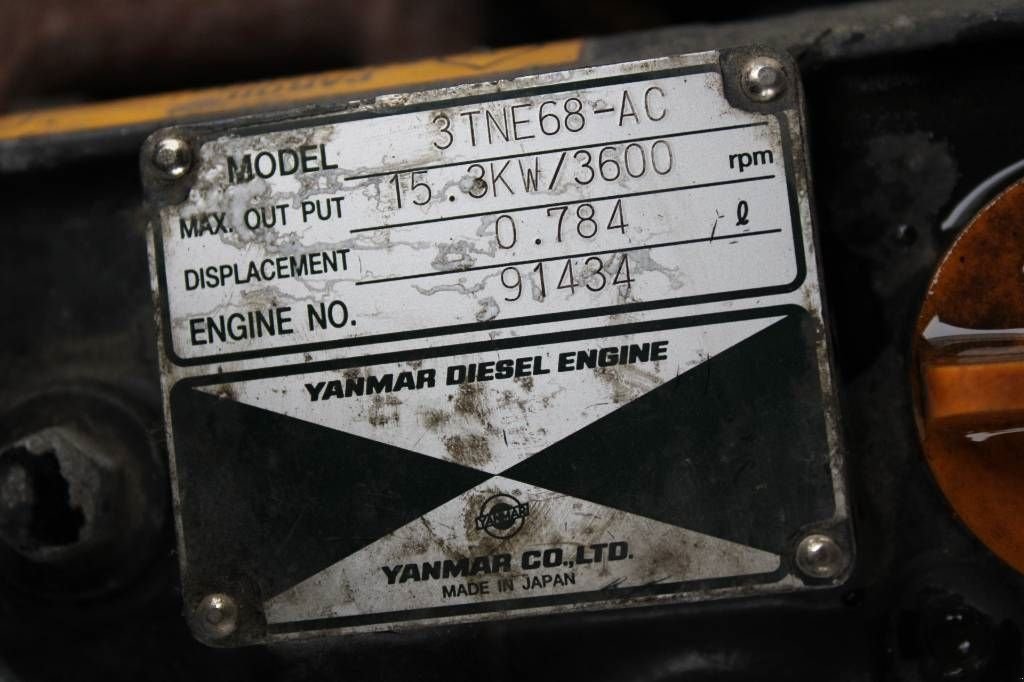 MODEL 3TNE68-AC
MAX. OUT PUT 15.3KW/3600 rpm
DISPLACEMENT 0.784 ℓ
ENGINE NO. 91434
YANMAR DIESEL ENGINE
YANMAR
YANMAR CO.,LTD.
MADE IN JAPAN